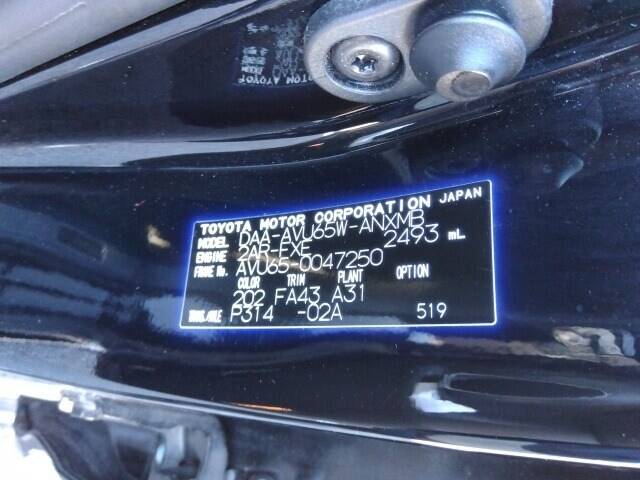 TOYOTA MOTOR CORPORATION JAPAN
MODEL DAA-AVU65W-ANXMB
ENGINE 2AR-FXE 2493 mL
FRAME No. AVU65-0047250
COLOR TRIM PLANT OPTION
202 FA43 A31
TRANS./AXLE P314 -02A 519